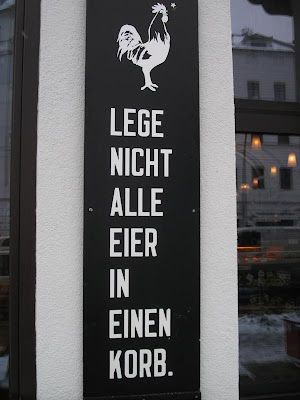 LEGE
NICHT
ALLE
EIER
IN
EINEN
KORB.